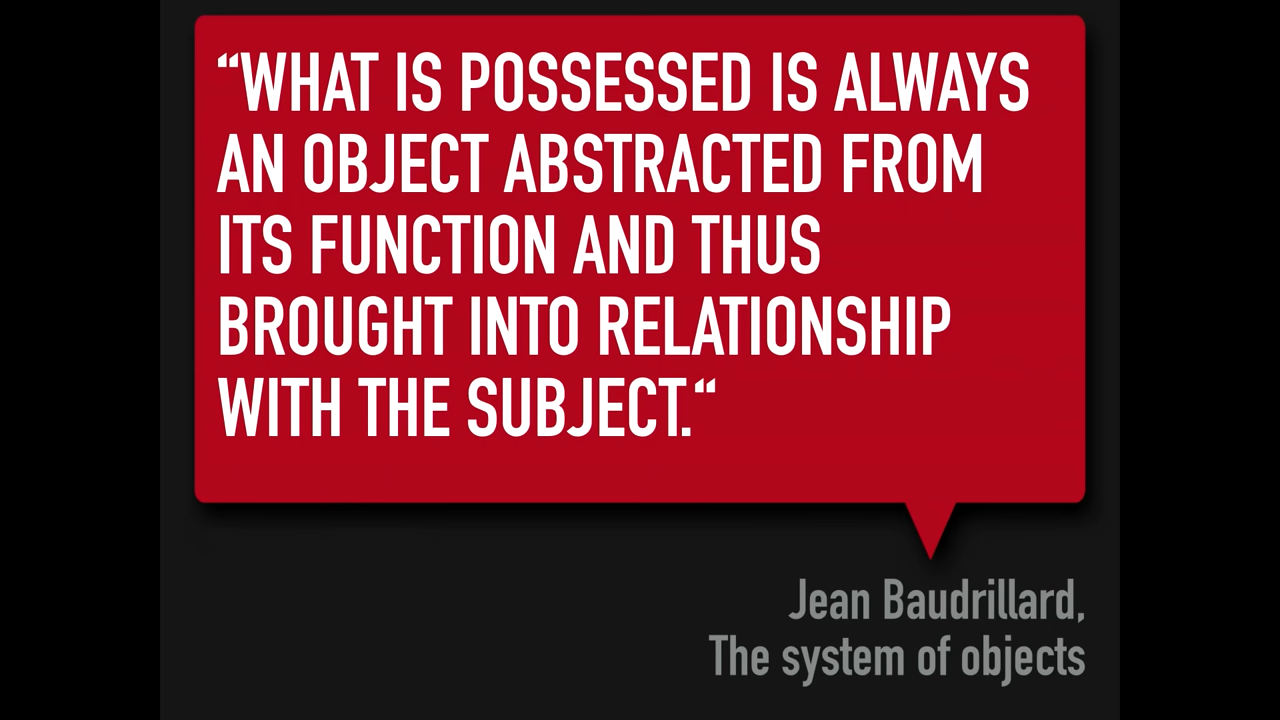 “WHAT IS POSSESSED IS ALWAYS
AN OBJECT ABSTRACTED FROM
ITS FUNCTION AND THUS
BROUGHT INTO RELATIONSHIP
WITH THE SUBJECT.“
Jean Baudrillard,
The system of objects